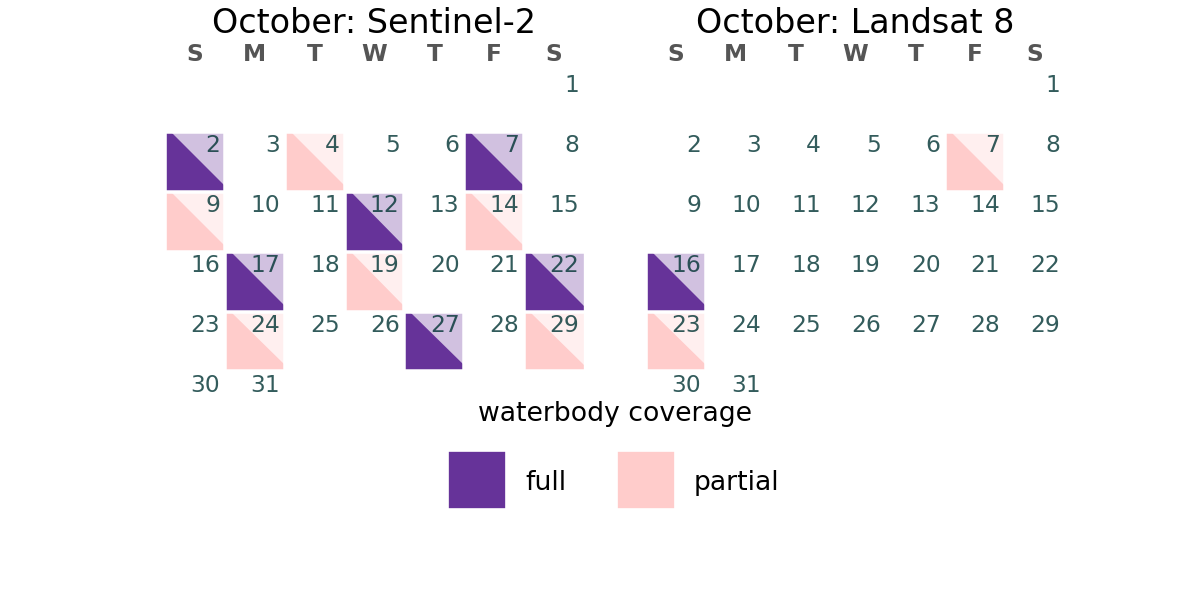 October: Sentinel-2
S M T W T F S
1
2 3 4 5 6 7 8
9 10 11 12 13 14 15
16 17 18 19 20 21 22
23 24 25 26 27 28 29
30 31
October: Landsat 8
S M T W T F S
1
2 3 4 5 6 7 8
9 10 11 12 13 14 15
16 17 18 19 20 21 22
23 24 25 26 27 28 29
30 31
waterbody coverage
full partial